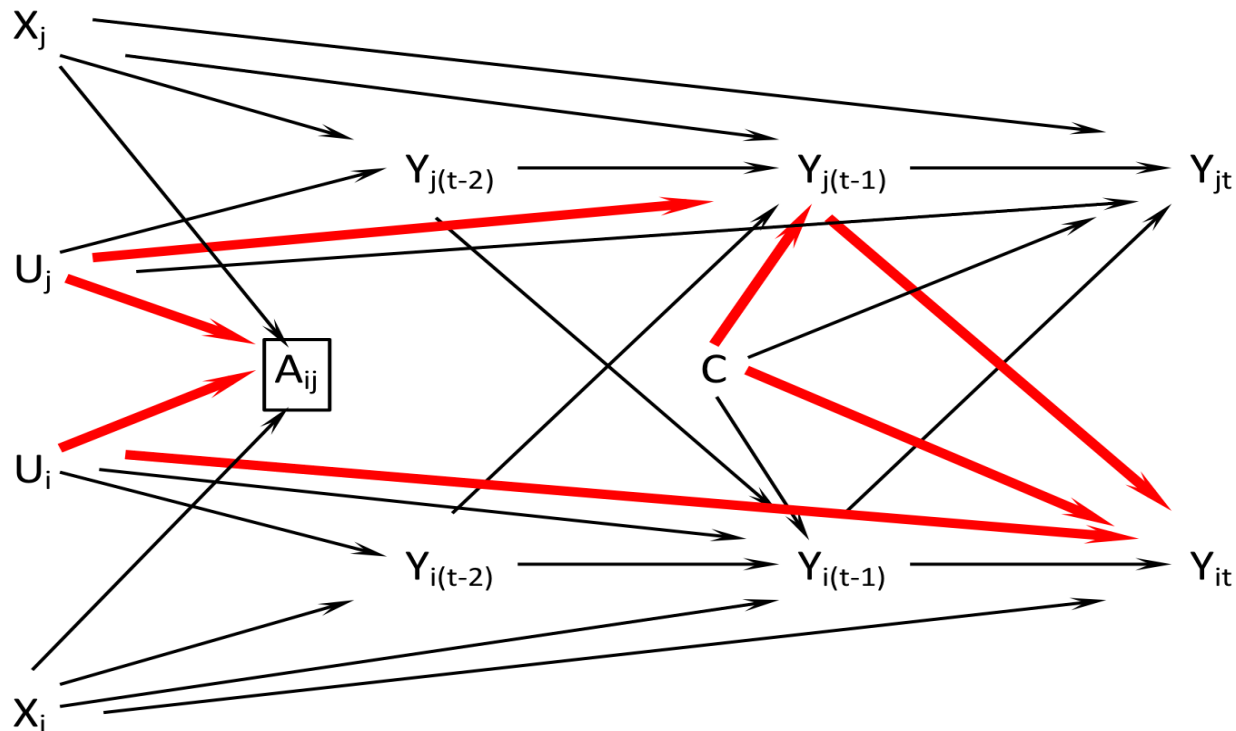 Xj
Yj(t-2) Yj(t-1) Yjt
Uj
Aij C
Ui
Yi(t-2) Yi(t-1) Yit
Xi